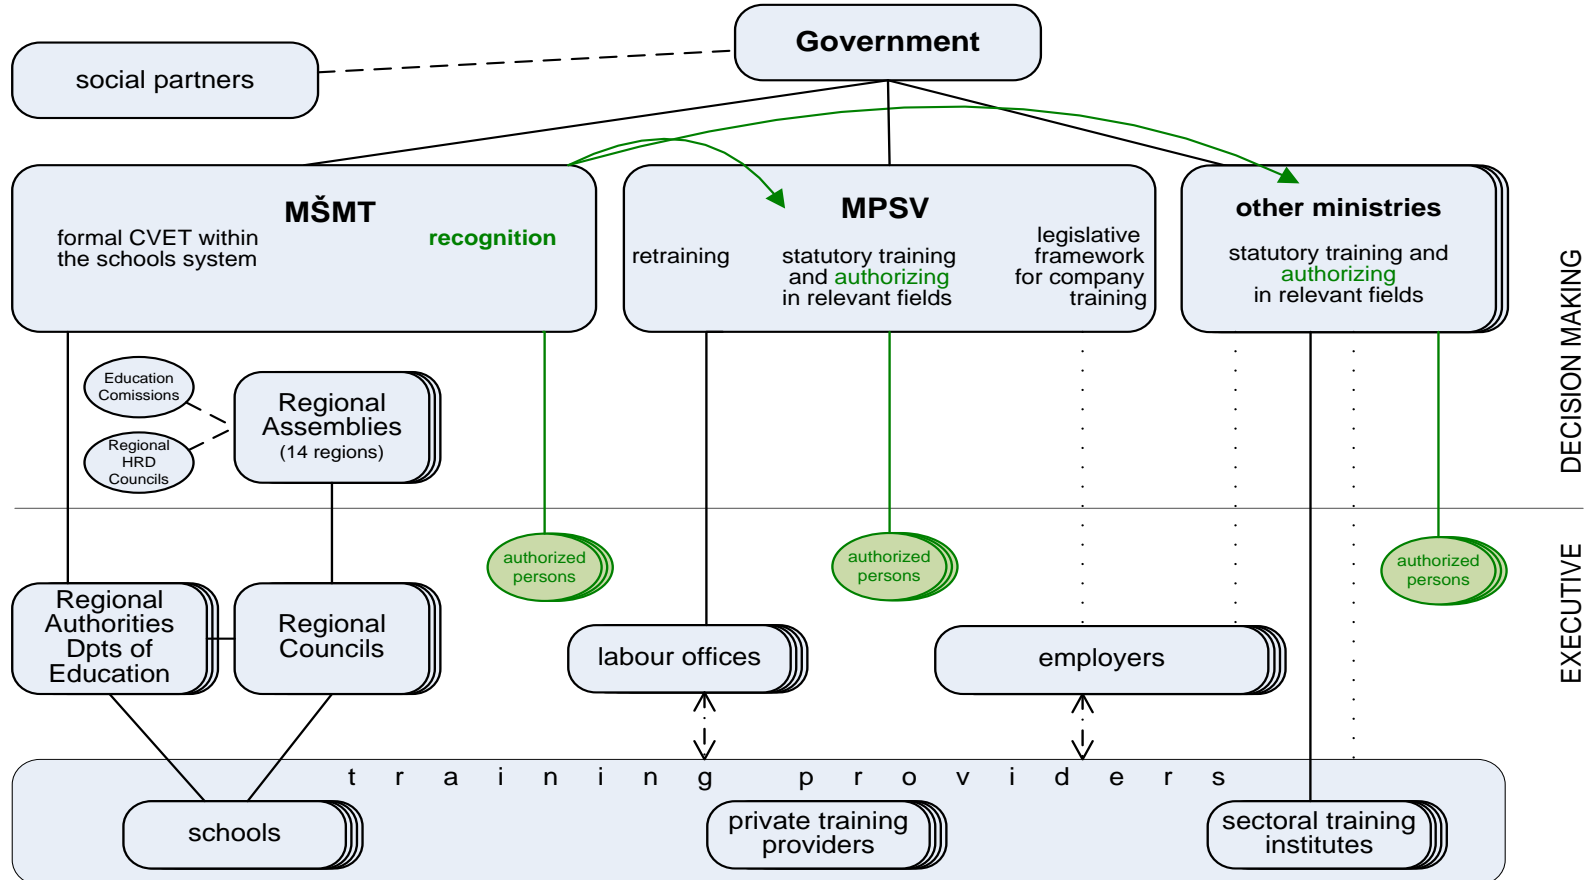 Government
social partners
MŠMT
formal CVET within
the schools system
recognition
MPSV
retraining
statutory training
and authorizing
in relevant fields
legislative
framework
for company
training
other ministries
statutory training and
authorizing
in relevant fields
DECISION MAKING
Education
Comissions
Regional
HRD
Councils
Regional
Assemblies
(14 regions)
authorized
persons
authorized
persons
authorized
persons
EXECUTIVE
Regional
Authorities
Dpts of
Education
Regional
Councils
labour offices
employers
training providers
schools
private training
providers
sectoral training
institutes